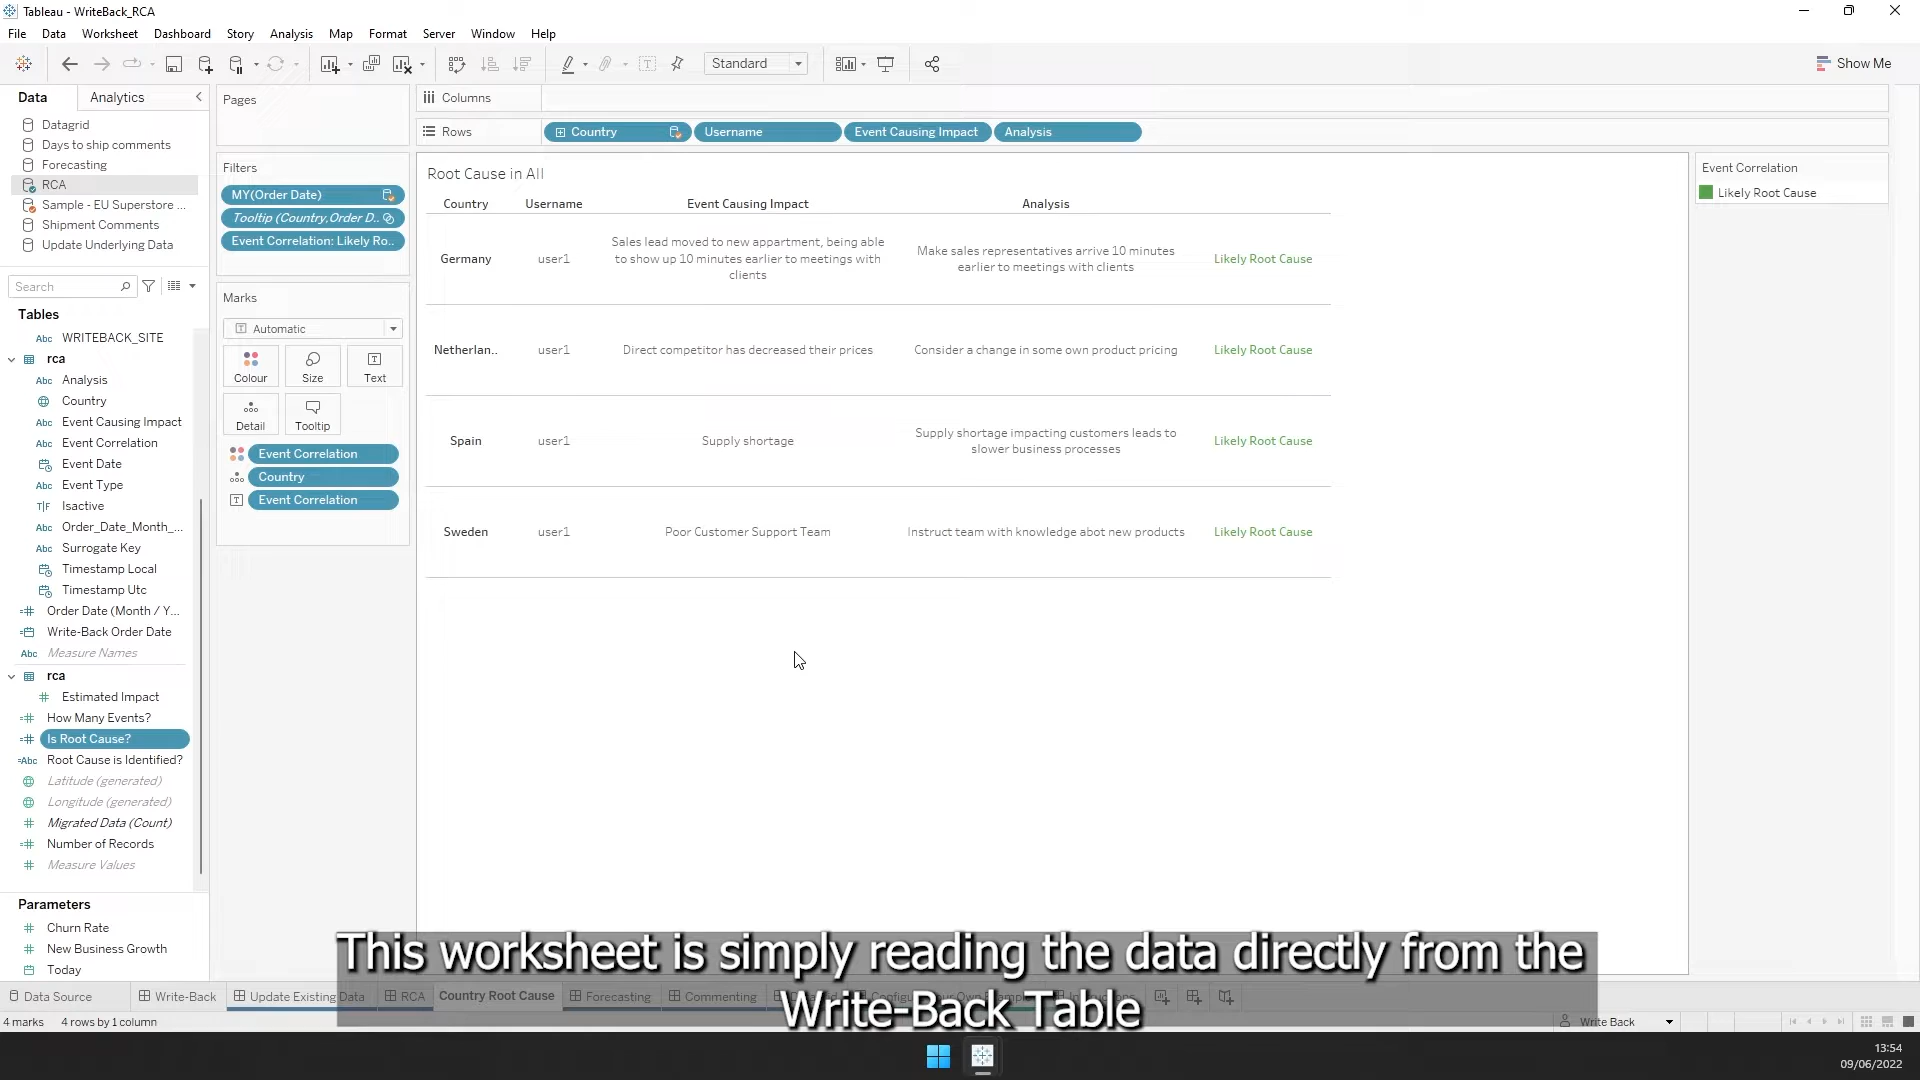 Tableau - WriteBack_RCA
File Data Worksheet Dashboard Story Analysis Map Format Server Window Help
Standard
Show Me
Data Analytics
Datagrid
Days to ship comments
Forecasting
RCA
Sample - EU Superstore ...
Shipment Comments
Update Underlying Data
Search
Tables
Abc WRITEBACK_SITE
rca
Abc Analysis
Country
Abc Event Causing Impact
Abc Event Correlation
Event Date
Abc Event Type
T|F Isactive
Abc Order_Date_Month_...
Abc Surrogate Key
Timestamp Local
Timestamp Utc
=# Order Date (Month / Y...
Write-Back Order Date
Abc Measure Names
rca
# Estimated Impact
=# How Many Events?
=# Is Root Cause?
=Abc Root Cause is Identified?
Latitude (generated)
Longitude (generated)
# Migrated Data (Count)
=# Number of Records
# Measure Values
Parameters
# Churn Rate
# New Business Growth
Today
Pages
Filters
MY(Order Date)
Tooltip (Country,Order D..
Event Correlation: Likely Ro..
Marks
T Automatic
Colour Size Text
Detail Tooltip
Event Correlation
Country
T Event Correlation
Columns
Rows Country Username Event Causing Impact Analysis
Root Cause in All
Country Username Event Causing Impact Analysis
Germany user1 Sales lead moved to new appartment, being able
to show up 10 minutes earlier to meetings with
clients
Make sales representatives arrive 10 minutes
earlier to meetings with clients
Likely Root Cause
Netherlan.. user1 Direct competitor has decreased their prices Consider a change in some own product pricing Likely Root Cause
Spain user1 Supply shortage
Supply shortage impacting customers leads to
slower business processes
Likely Root Cause
Sweden user1 Poor Customer Support Team Instruct team with knowledge abot new products Likely Root Cause
Event Correlation
Likely Root Cause
This worksheet is simply reading the data directly from the
Write-Back Table
Data Source Write-Back Update Existing Data RCA Country Root Cause Forecasting Commenting
4 marks 4 rows by 1 column
Write Back
13:54
09/06/2022